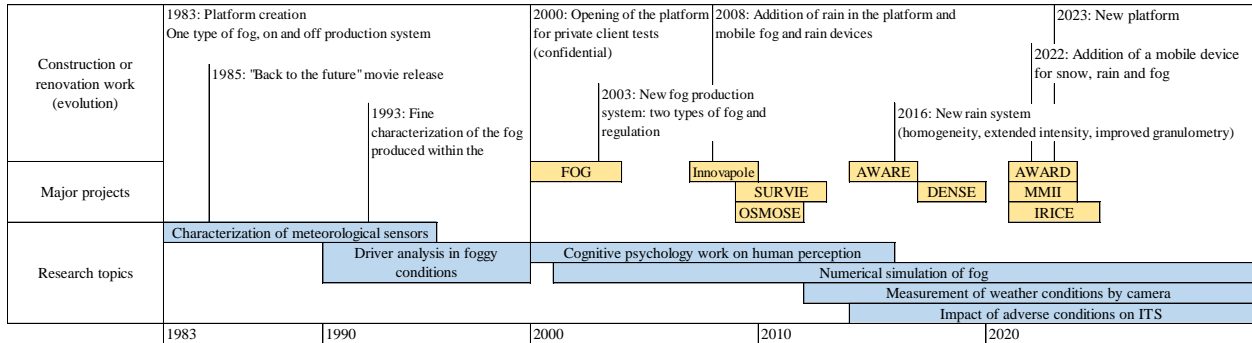 Construction or
renovation work
(evolution)
1983: Platform creation
One type of fog, on and off production system
1985: "Back to the future" movie release
1993: Fine
characterization of the fog
produced within the
2000: Opening of the platform
for private client tests
(confidential)
2003: New fog production
system: two types of fog and
regulation
2008: Addition of rain in the platform and
mobile fog and rain devices
2016: New rain system
(homogeneity, extended intensity, improved granulometry)
2023: New platform
2022: Addition of a mobile device
for snow, rain and fog
Major projects
FOG
Innovapole
SURVIE
OSMOSE
AWARE
DENSE
AWARD
MMII
IRICE
Research topics
Characterization of meteorological sensors
Driver analysis in foggy
conditions
Cognitive psychology work on human perception
Numerical simulation of fog
Measurement of weather conditions by camera
Impact of adverse conditions on ITS
1983
1990
2000
2010
2020